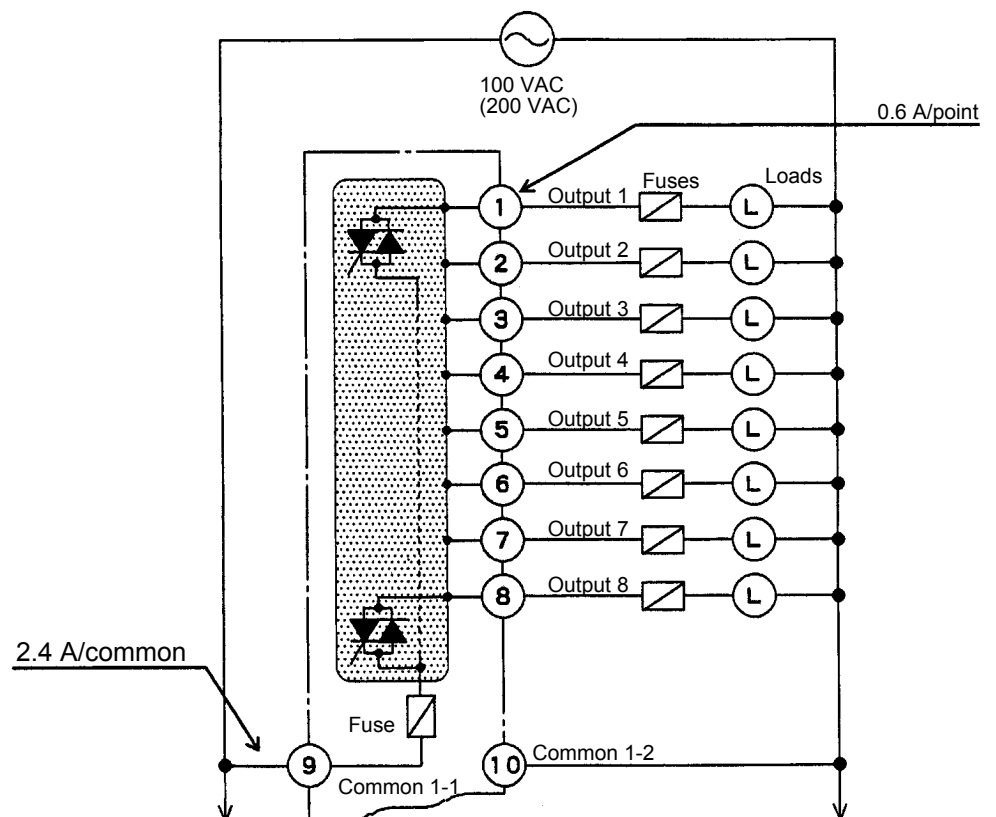 100 VAC
(200 VAC)
0.6 A/point
Fuses
Loads
1 Output 1 L
2 Output 2 L
3 Output 3 L
4 Output 4 L
5 Output 5 L
6 Output 6 L
7 Output 7 L
8 Output 8 L
2.4 A/common
Fuse
9
Common 1-1
10 Common 1-2